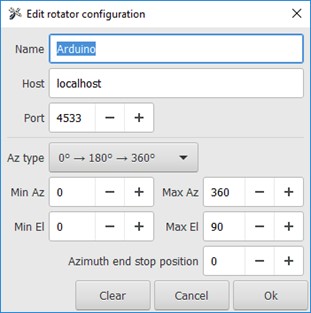 Edit rotator configuration
Name Arduino
Host localhost
Port 4533 − +
Az type 0° → 180° → 360°
Min Az 0 − + Max Az 360 − +
Min El 0 − + Max El 90 − +
Azimuth end stop position 0 − +
Clear Cancel Ok